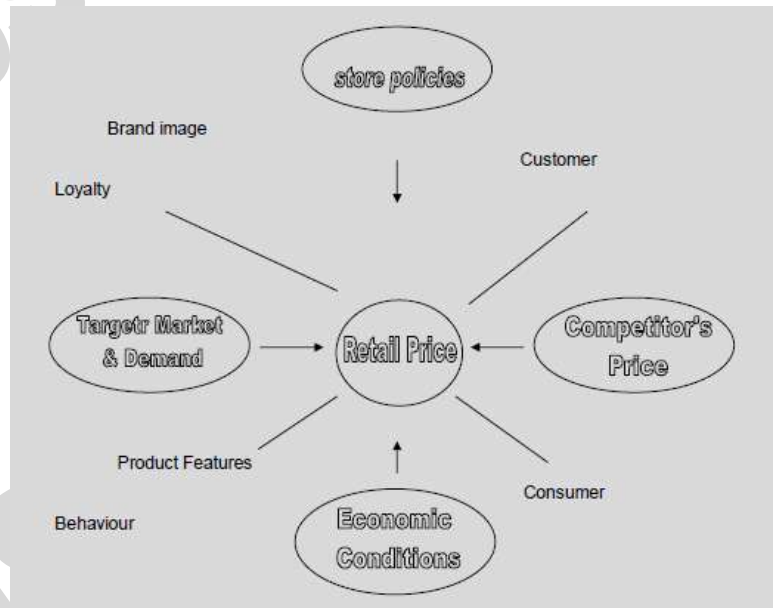 store policies
Brand image
Customer
Loyalty
Targetr Market
& Demand
Retail Price
Competitor's
Price
Product Features
Consumer
Behaviour
Economic
Conditions